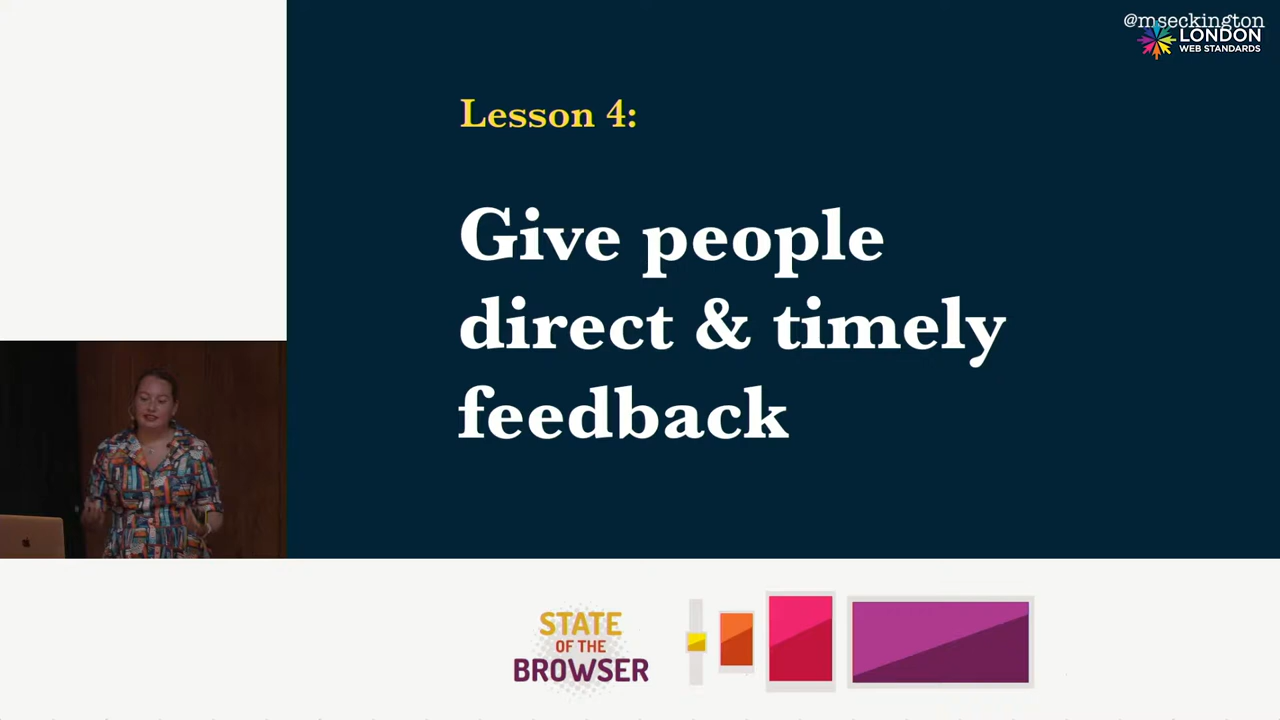 @mseckington
LONDON
WEB STANDARDS
Lesson 4:
Give people
direct & timely
feedback
STATE
OF THE
BROWSER